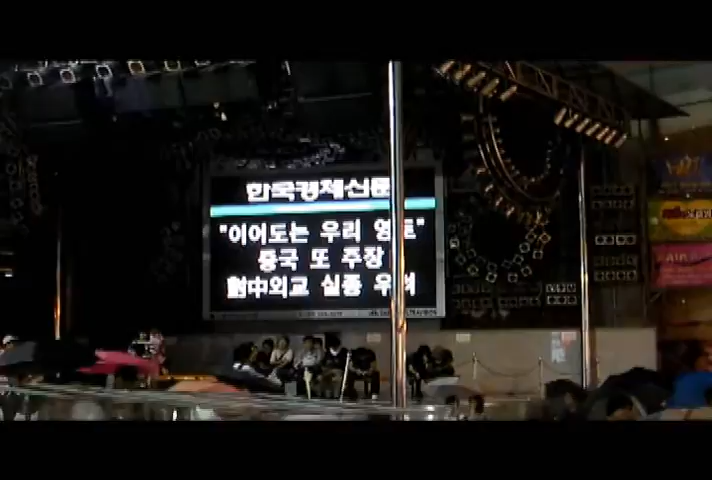 한국경제신문
"이어도는 우리 영토"
중국 또 주장
對中외교 실종 우려